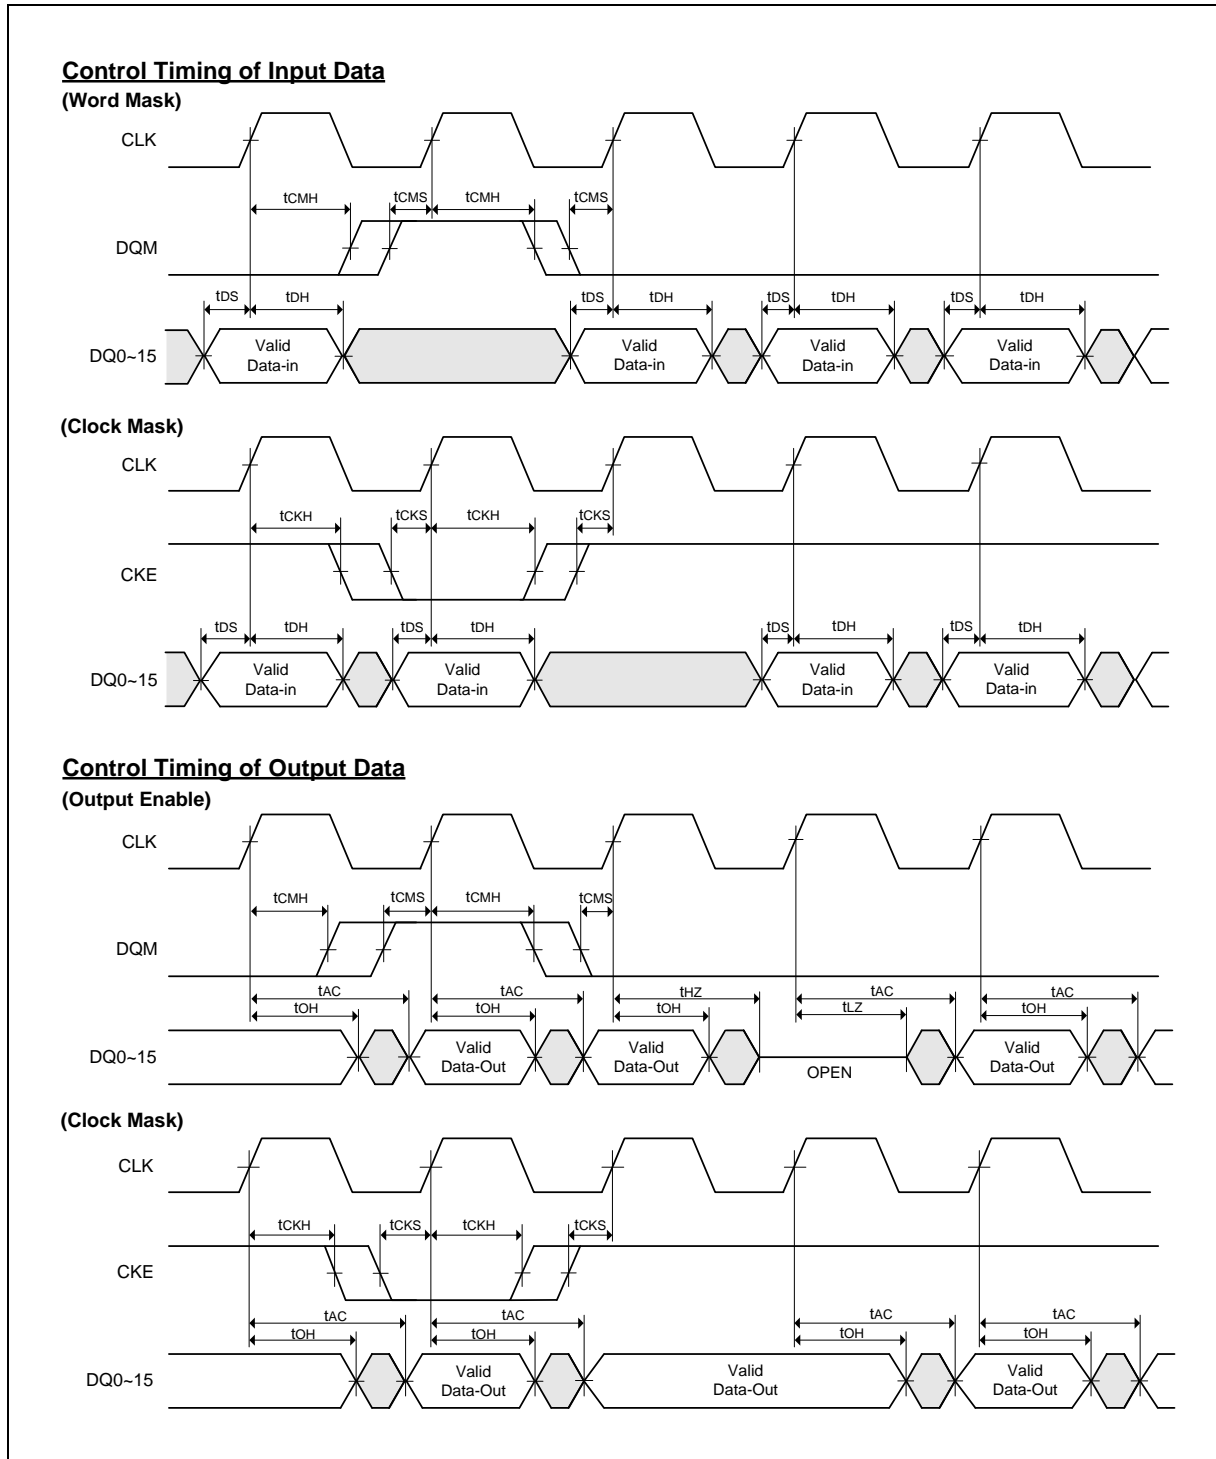 Control Timing of Input Data
(Word Mask)
CLK
tCMH tCMS tCMH tCMS
DQM
tDS tDH tDS tDH tDS tDH tDS tDH
DQ0~15
Valid Data-in
Valid Data-in
Valid Data-in
Valid Data-in
(Clock Mask)
CLK
tCKH tCKS tCKH tCKS
CKE
tDS tDH tDS tDH tDS tDH tDS tDH
DQ0~15
Valid Data-in
Valid Data-in
Valid Data-in
Valid Data-in
Control Timing of Output Data
(Output Enable)
CLK
tCMH tCMS tCMH tCMS
DQM
tAC tAC tHZ tAC tAC
tOH tOH tOH tLZ tOH
DQ0~15
Valid Data-Out
Valid Data-Out
OPEN
Valid Data-Out
(Clock Mask)
CLK
tCKH tCKS tCKH tCKS
CKE
tAC tAC tAC tAC
tOH tOH tOH tOH
DQ0~15
Valid Data-Out
Valid Data-Out
Valid Data-Out